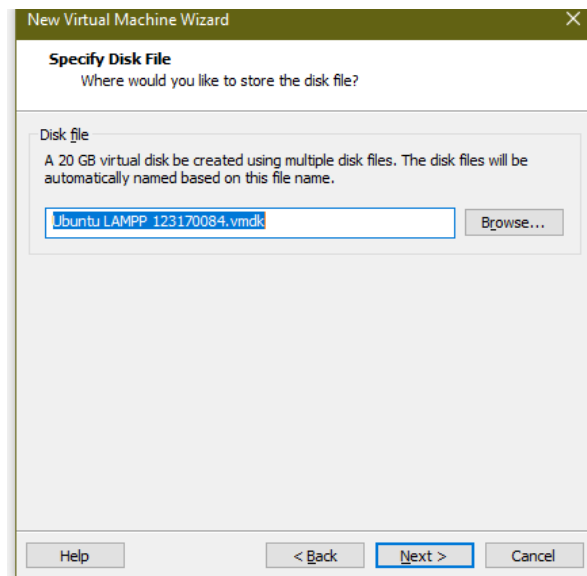 New Virtual Machine Wizard
Specify Disk File
Where would you like to store the disk file?
Disk file
A 20 GB virtual disk be created using multiple disk files. The disk files will be
automatically named based on this file name.
Ubuntu LAMPP 123170084.vmdk
Browse...
Help
< Back
Next >
Cancel